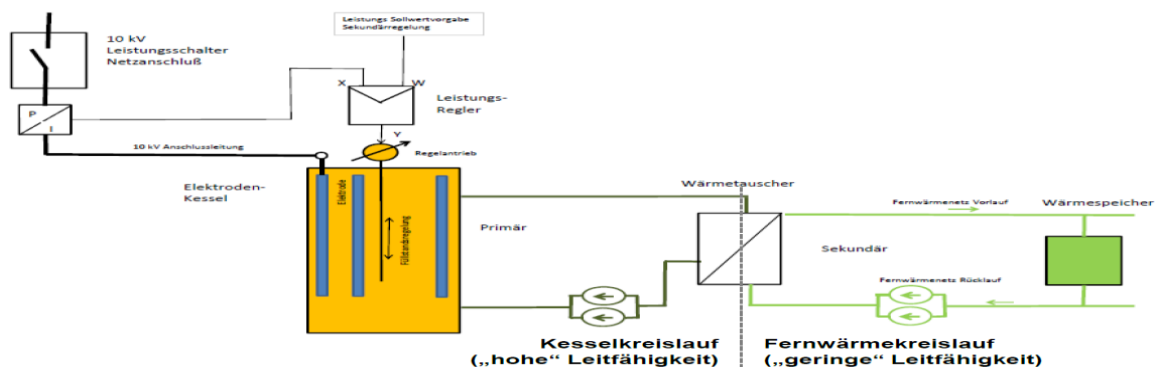 Leistungs Sollwertvorgabe
Sekundärregelung
10 kV
Leistungsschalter
Netzanschluß
X
W
Leistungs-
Regler
P
I
Y
10 kV Anschlussleitung
Regelantrieb
Elektroden-
Kessel
Elektrode
Füllstandsregelung
Primär
Wärmetauscher
Sekundär
Fernwärmenetz Vorlauf
Wärmespeicher
Fernwärmenetz Rücklauf
Kesselkreislauf
(„hohe“ Leitfähigkeit)
Fernwärmekreislauf
(„geringe“ Leitfähigkeit)